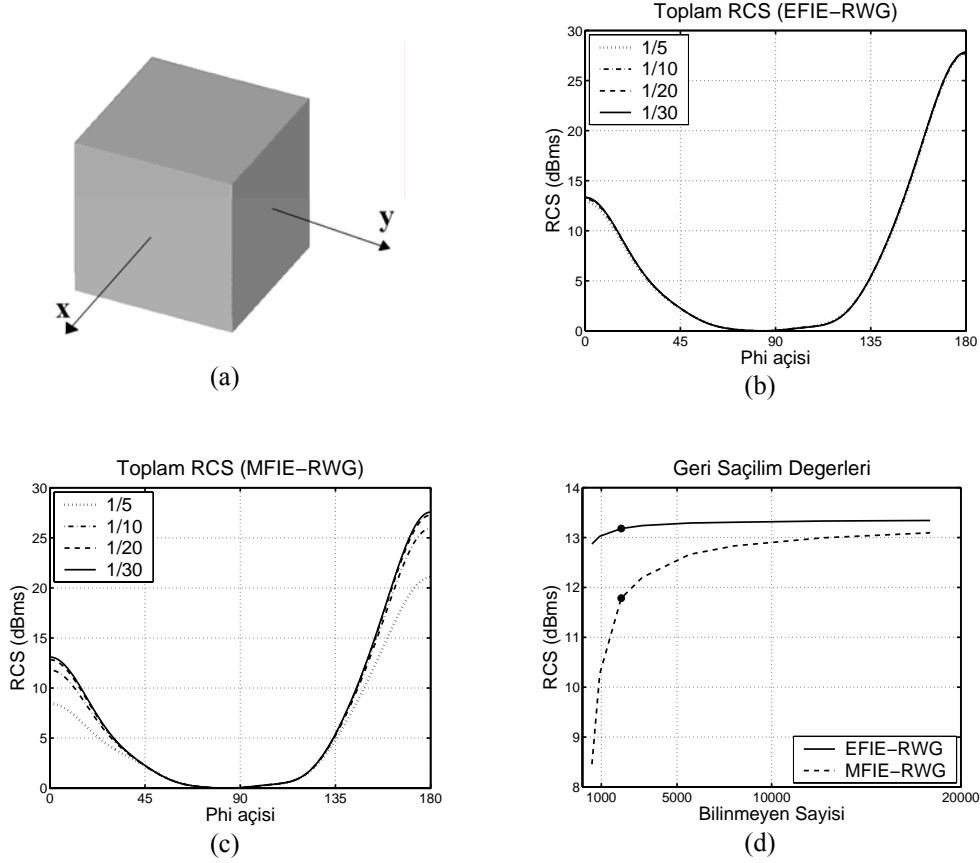 x
y
(a)
Toplam RCS (EFIE−RWG)
1/5
1/10
1/20
1/30
RCS (dBms)
30
25
20
15
10
5
0
0
45
90
135
180
Phi açisi
(b)
Toplam RCS (MFIE−RWG)
1/5
1/10
1/20
1/30
RCS (dBms)
30
25
20
15
10
5
0
0
45
90
135
180
Phi açisi
(c)
Geri Saçilim Degerleri
RCS (dBms)
14
13
12
11
10
9
8
EFIE−RWG
MFIE−RWG
1000
5000
10000
20000
Bilinmeyen Sayisi
(d)